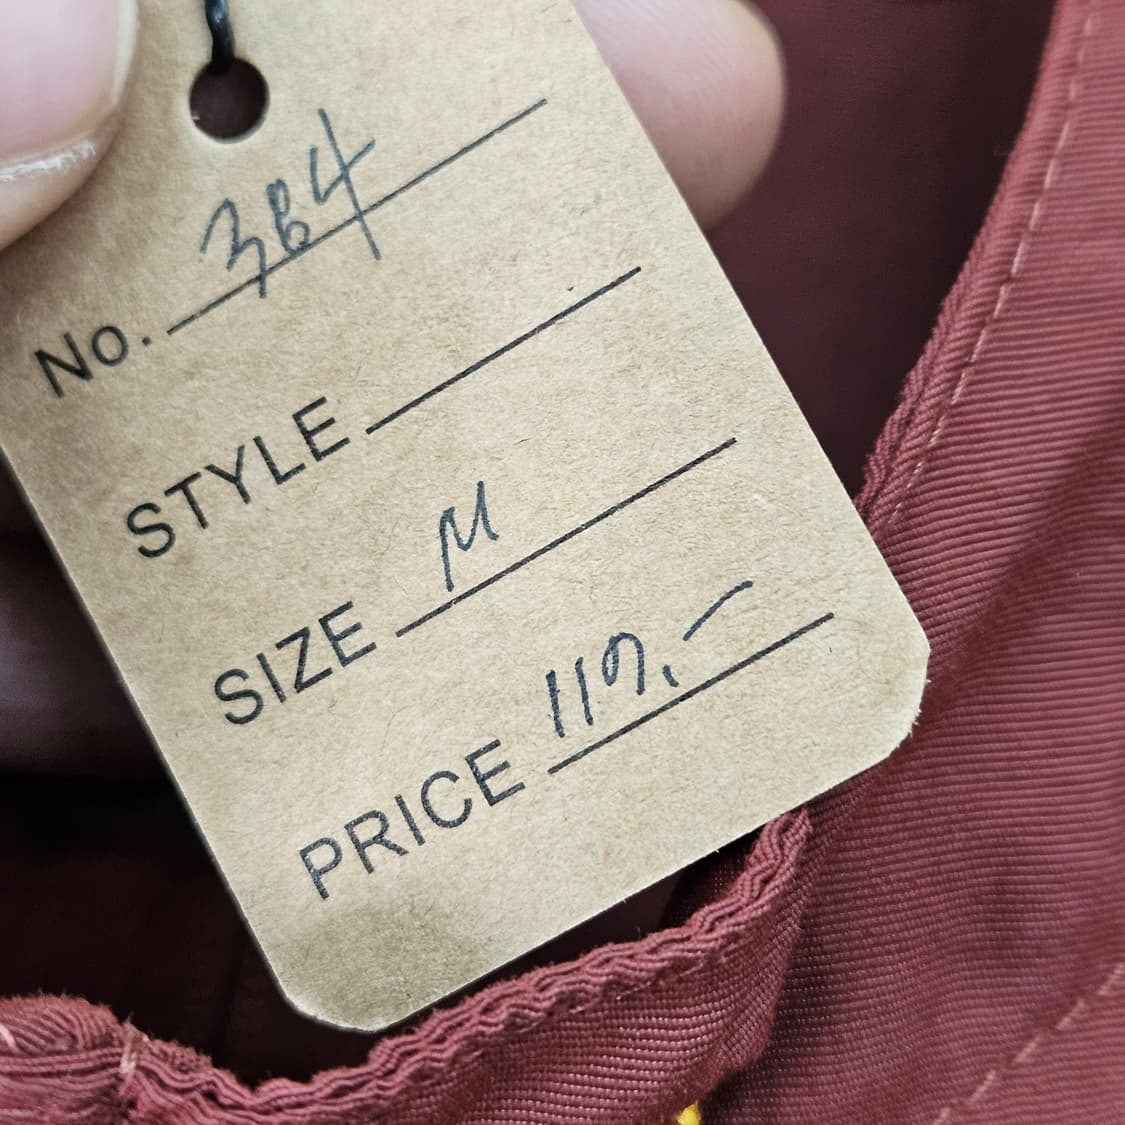 No. 364
STYLE
SIZE M
PRICE 119,-